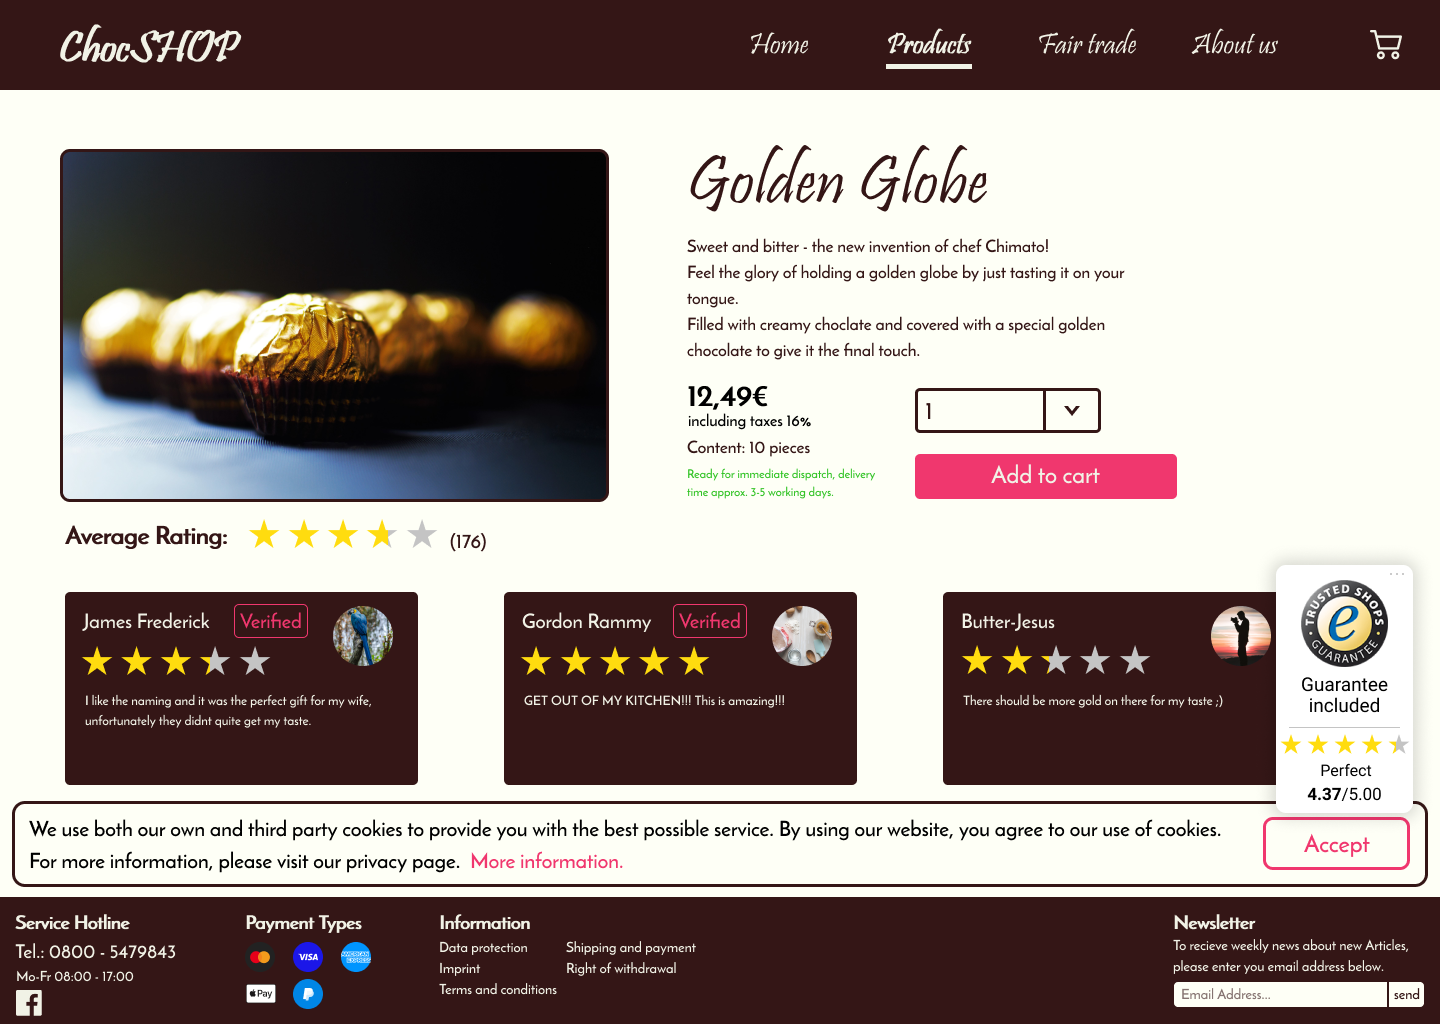 ChocSHOP
Home
Products
Fair trade
About us
Golden Globe
Sweet and bitter - the new invention of chef Chimato!
Feel the glory of holding a golden globe by just tasting it on your
tongue.
Filled with creamy choclate and covered with a special golden
chocolate to give it the final touch.
12,49€
including taxes 16%
Content: 10 pieces
Ready for immediate dispatch, delivery
time approx. 3-5 working days.
1
Add to cart
Average Rating:
(176)
James Frederick
Verified
I like the naming and it was the perfect gift for my wife,
unfortunately they didnt quite get my taste.
Gordon Rammy
Verified
GET OUT OF MY KITCHEN!!! This is amazing!!!
Butter-Jesus
There should be more gold on there for my taste ;)
TRUSTED SHOPS
e
GUARANTEE
Guarantee
included
Perfect
4.37/5.00
We use both our own and third party cookies to provide you with the best possible service. By using our website, you agree to our use of cookies.
For more information, please visit our privacy page. More information.
Accept
Service Hotline
Tel.: 0800 - 5479843
Mo-Fr 08:00 - 17:00
Payment Types
VISA
AMERICAN EXPRESS
Pay
Information
Data protection
Imprint
Terms and conditions
Shipping and payment
Right of withdrawal
Newsletter
To recieve weekly news about new Articles,
please enter you email address below.
Email Address...
send